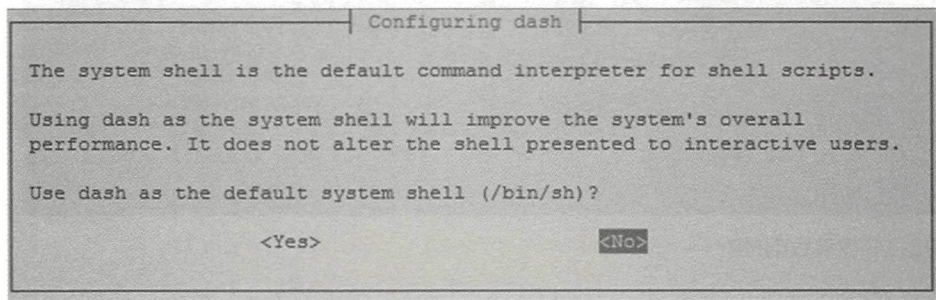 Configuring dash
The system shell is the default command interpreter for shell scripts.
Using dash as the system shell will improve the system's overall
performance. It does not alter the shell presented to interactive users.
Use dash as the default system shell (/bin/sh)?
<Yes> <No>